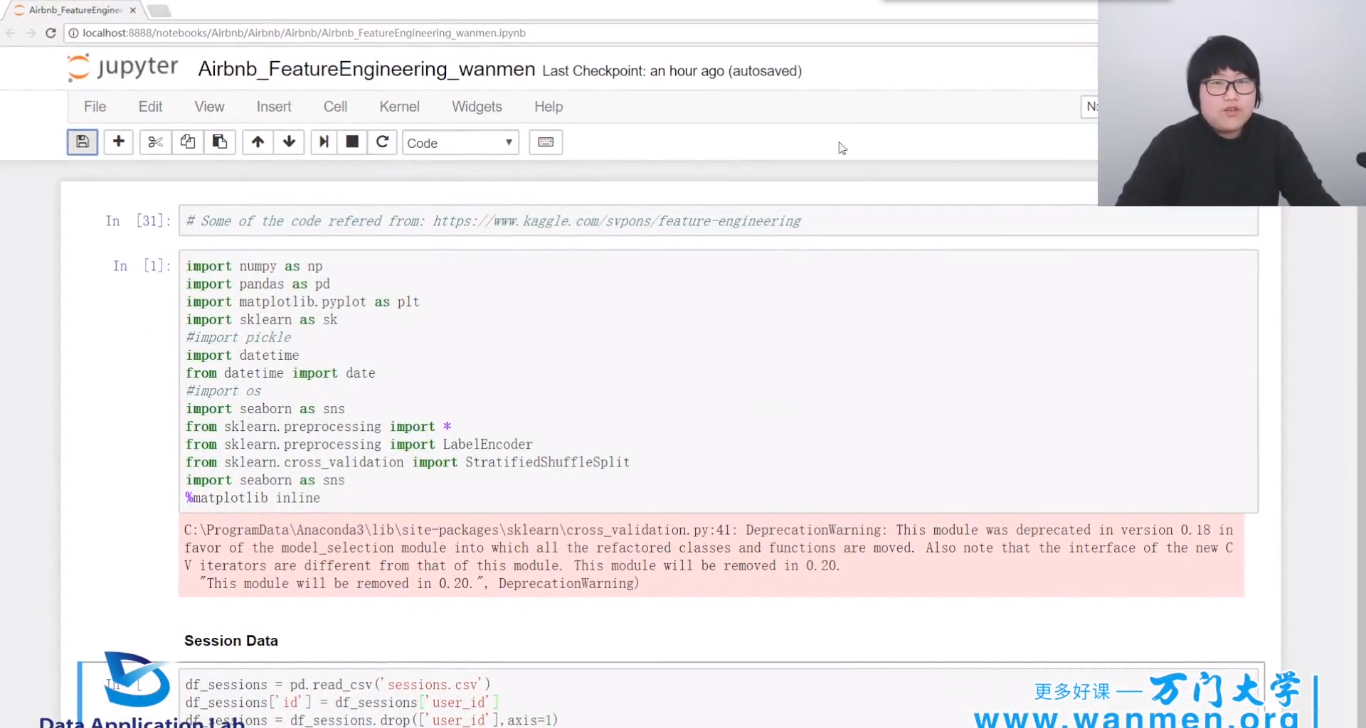 Airbnb_FeatureEngine
localhost:8888/notebooks/Airbnb/Airbnb/Airbnb/Airbnb_FeatureEngineering_wanmen.ipynb
jupyter Airbnb_FeatureEngineering_wanmen Last Checkpoint: an hour ago (autosaved)
File Edit View Insert Cell Kernel Widgets Help
Code
In [31]: # Some of the code refered from: https://www.kaggle.com/svpons/feature-engineering
In [1]: import numpy as np
import pandas as pd
import matplotlib.pyplot as plt
import sklearn as sk
#import pickle
import datetime
from datetime import date
#import os
import seaborn as sns
from sklearn.preprocessing import *
from sklearn.preprocessing import LabelEncoder
from sklearn.cross_validation import StratifiedShuffleSplit
import seaborn as sns
%matplotlib inline
C:\ProgramData\Anaconda3\lib\site-packages\sklearn\cross_validation.py:41: DeprecationWarning: This module was deprecated in version 0.18 in
favor of the model_selection module into which all the refactored classes and functions are moved. Also note that the interface of the new C
V iterators are different from that of this module. This module will be removed in 0.20.
"This module will be removed in 0.20.", DeprecationWarning)
Session Data
df_sessions = pd.read_csv('sessions.csv')
df_sessions['id'] = df_sessions['user_id']
df_sessions = df_sessions.drop(['user_id'],axis=1)
Data Application Lab
更多好课 — 万门大学
www.wanmen.org